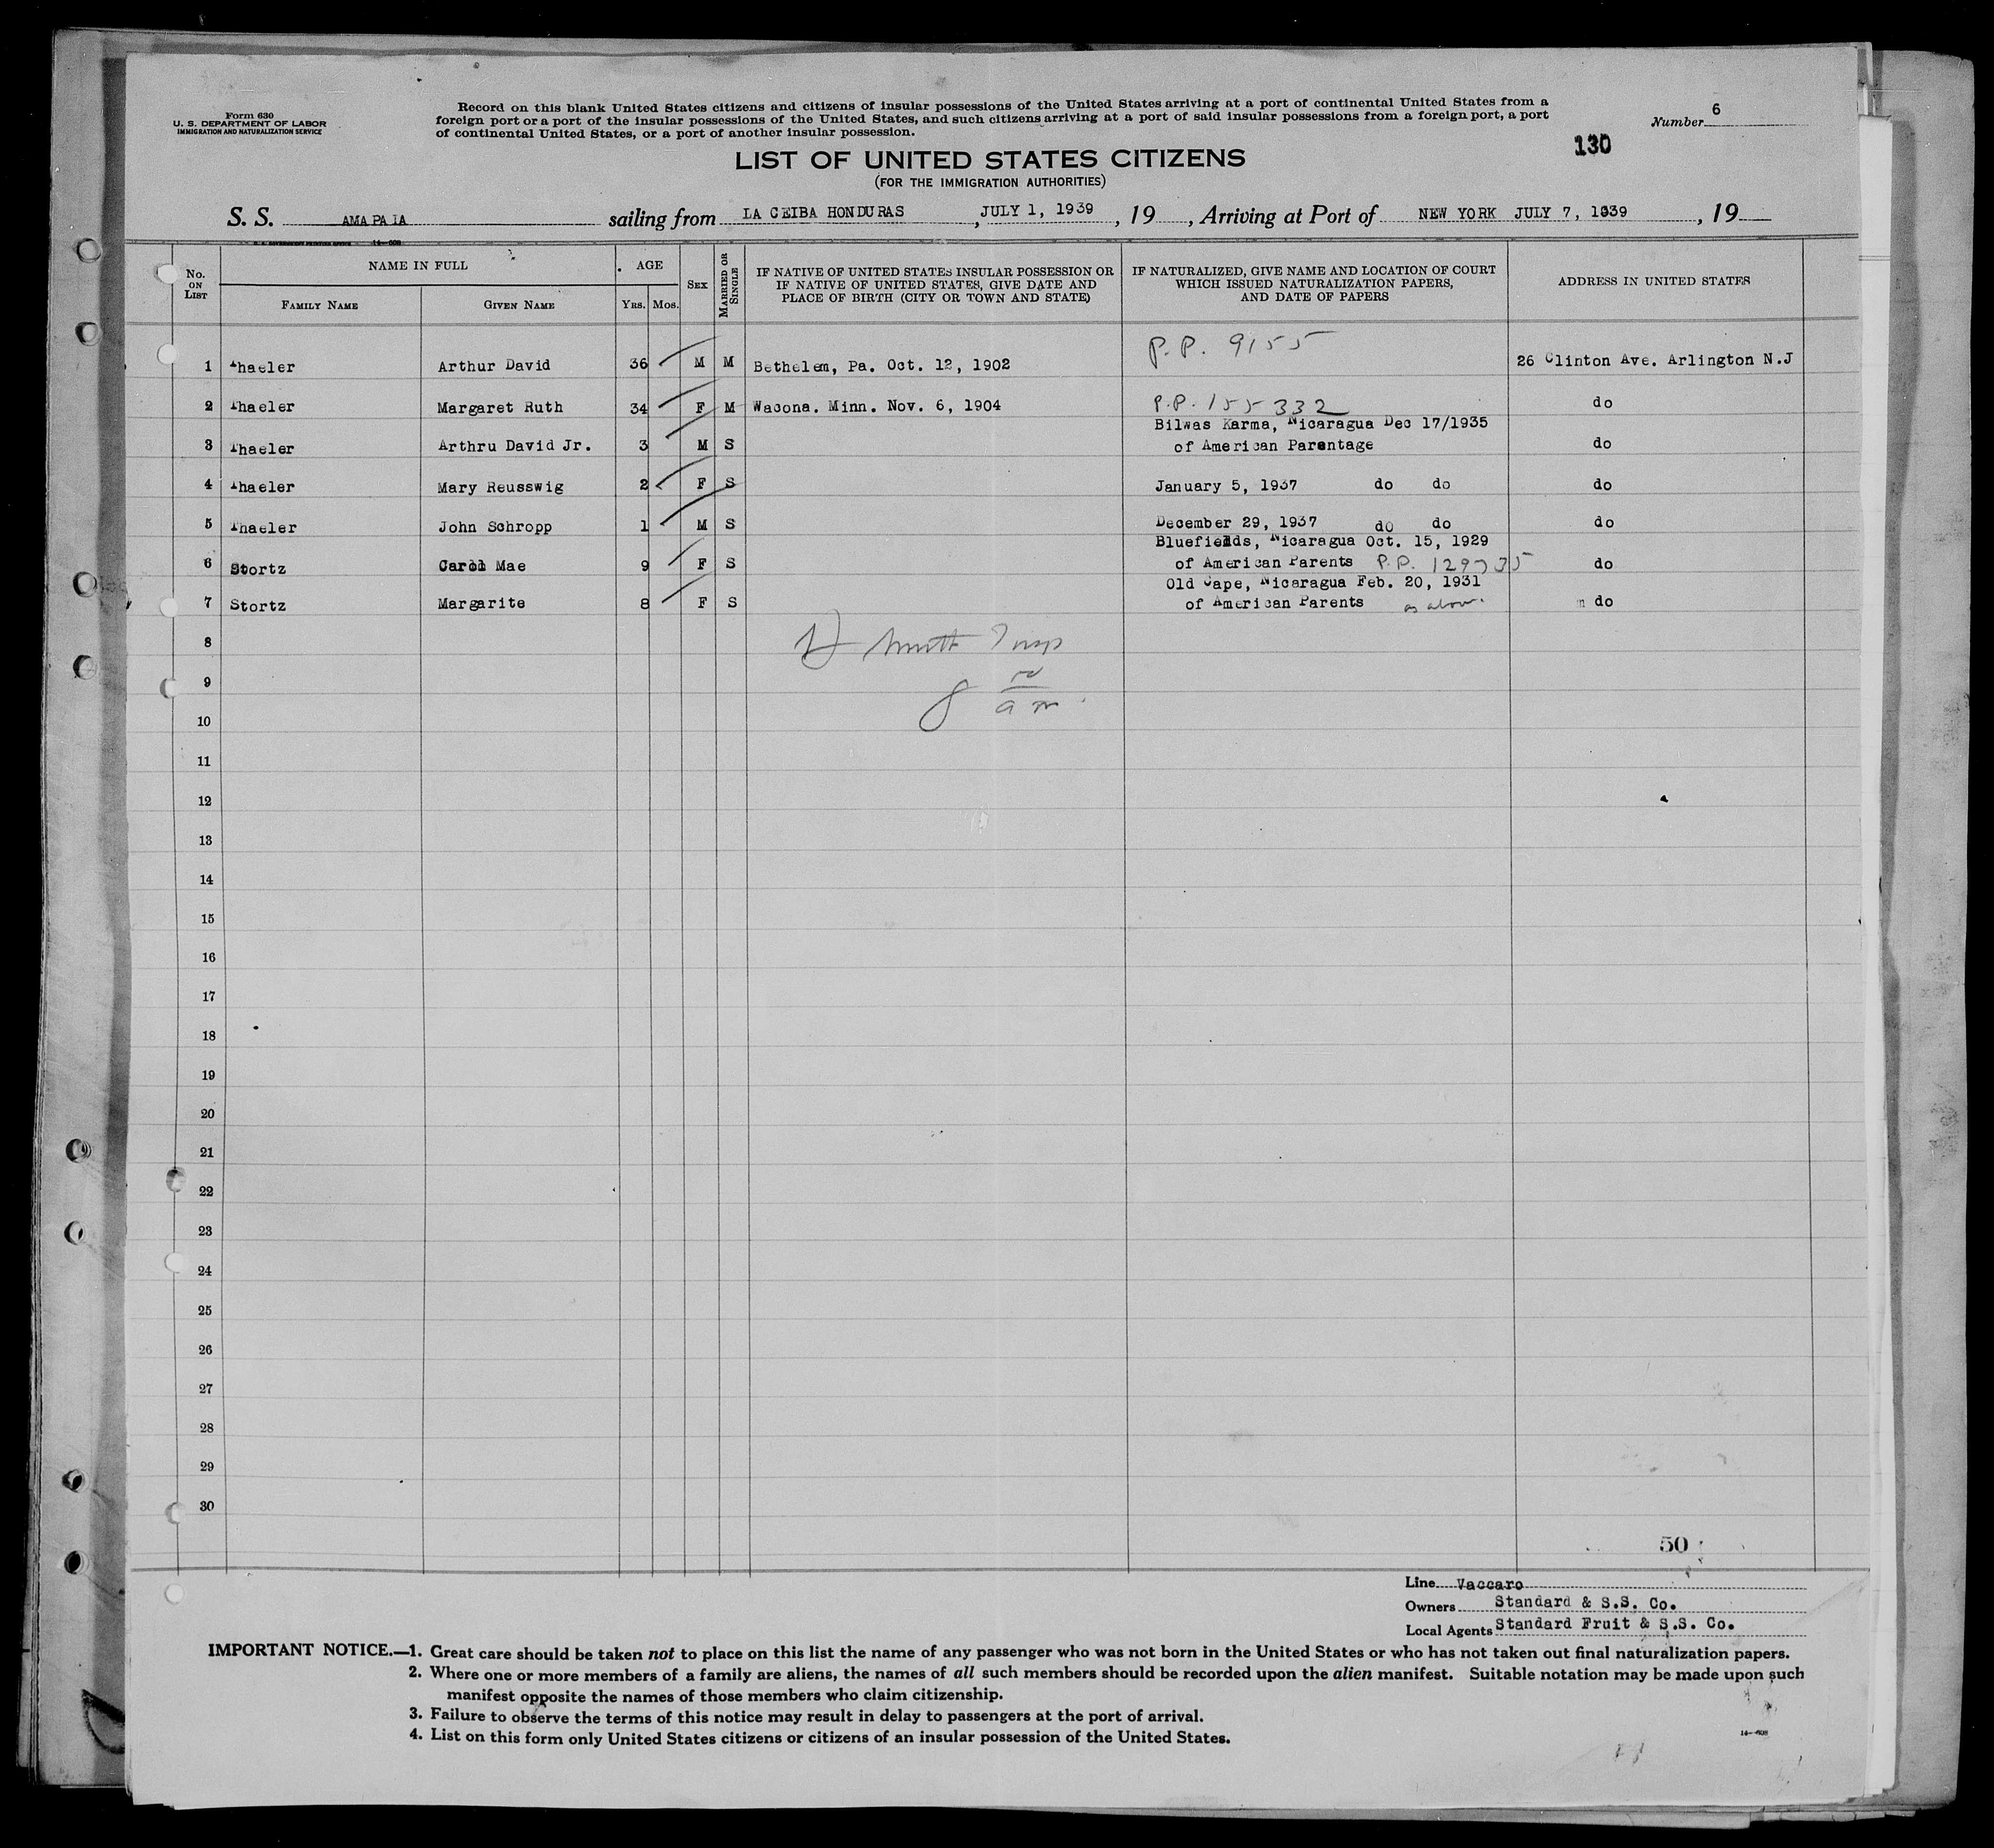 Form 630
U. S. DEPARTMENT OF LABOR
IMMIGRATION AND NATURALIZATION SERVICE
Record on this blank United States citizens and citizens of insular possessions of the United States arriving at a port of continental United States from a
foreign port or a port of the insular possessions of the United States, and such citizens arriving at a port of said insular possessions from a foreign port, a port
of continental United States, or a port of another insular possession.
Number 6
130
LIST OF UNITED STATES CITIZENS
(FOR THE IMMIGRATION AUTHORITIES)
S. S. AMAPALA sailing from LA CEIBA HONDURAS , JULY 1, 1939 , 19 , Arriving at Port of NEW YORK JULY 7, 1939 , 19
No. ON LIST
NAME IN FULL
FAMILY NAME
GIVEN NAME
AGE
YRS. MOS.
SEX
MARRIED OR SINGLE
IF NATIVE OF UNITED STATES INSULAR POSSESSION OR
IF NATIVE OF UNITED STATES, GIVE DATE AND
PLACE OF BIRTH (CITY OR TOWN AND STATE)
IF NATURALIZED, GIVE NAME AND LOCATION OF COURT
WHICH ISSUED NATURALIZATION PAPERS,
AND DATE OF PAPERS
ADDRESS IN UNITED STATES
P.P. 9155
1 Thaeler Arthur David 36 M M Bethelem, Pa. Oct. 12, 1902 26 Clinton Ave. Arlington N.J
2 Thaeler Margaret Ruth 34 F M Wacona. Minn. Nov. 6, 1904 P.P. 155332 do
Bilwas Karma, Nicaragua Dec 17/1935
3 Thaeler Arthru David Jr. 3 M S of American Parentage do
4 Thaeler Mary Reusswig 2 F S January 5, 1937 do do do
5 Thaeler John Schropp 1 M S December 29, 1937 do do do
Bluefields, Nicaragua Oct. 15, 1929
6 Stortz Carol Mae 9 F S of American Parents P.P. 129735 do
Old Cape, Nicaragua Feb. 20, 1931
7 Stortz Margarite 8 F S of American Parents as above. do
8
9
10
11
12
13
14
15
16
17
18
19
20
21
22
23
24
25
26
27
28
29
30
50
Line Vaccaro
Owners Standard & S.S. Co.
Local Agents Standard Fruit & S.S. Co.
IMPORTANT NOTICE.—1. Great care should be taken not to place on this list the name of any passenger who was not born in the United States or who has not taken out final naturalization papers.
2. Where one or more members of a family are aliens, the names of all such members should be recorded upon the alien manifest. Suitable notation may be made upon such
manifest opposite the names of those members who claim citizenship.
3. Failure to observe the terms of this notice may result in delay to passengers at the port of arrival.
4. List on this form only United States citizens or citizens of an insular possession of the United States.